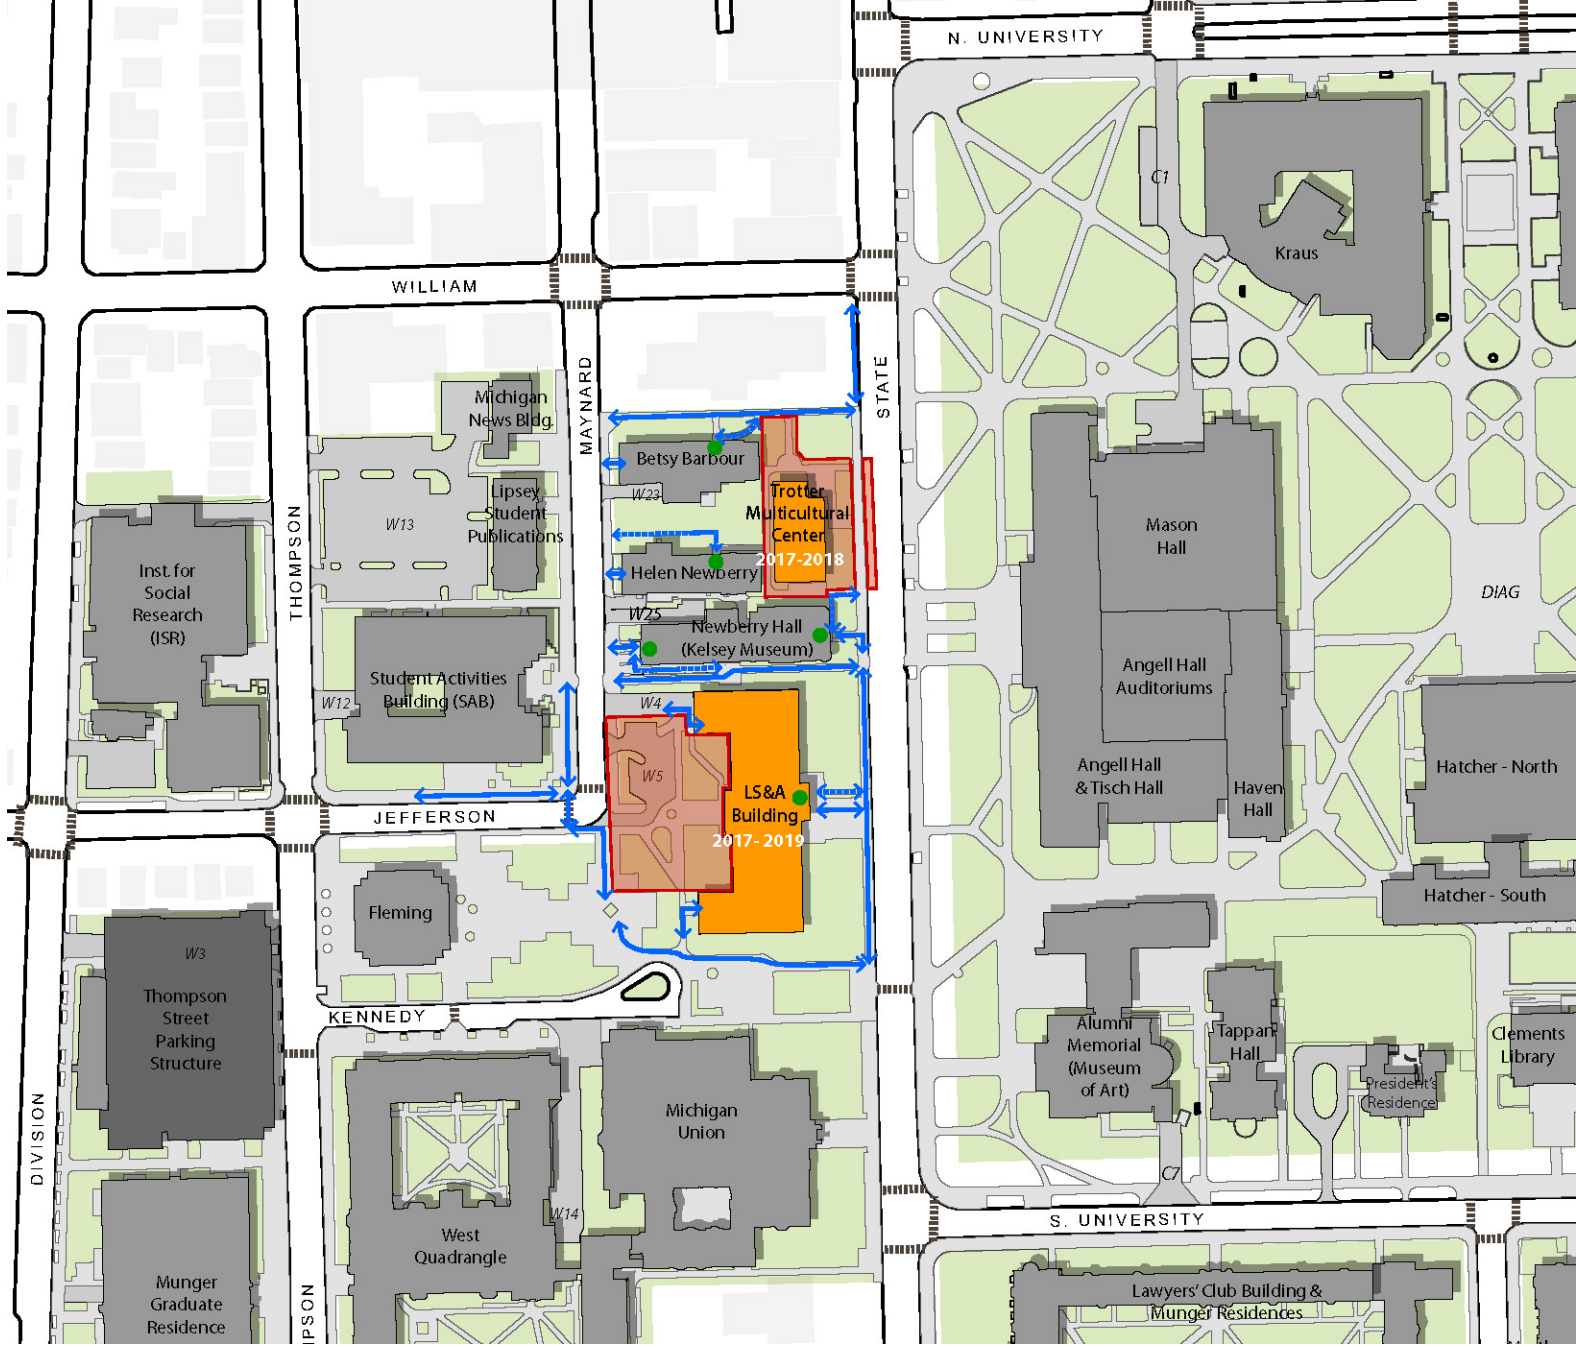 N. UNIVERSITY
C1
Kraus
WILLIAM
MAYNARD
STATE
Michigan
News Bldg.
Betsy Barbour
W23
Trotter
Multicultural
Center
2017-2018
Lipsey
Student
Publications
W13
THOMPSON
Mason
Hall
Inst. for
Social
Research
(ISR)
Helen Newberry
W25
Newberry Hall
(Kelsey Museum)
DIAG
Student Activities
Building (SAB)
W12
W4
Angell Hall
Auditoriums
W5
LS&A
Building
2017- 2019
Angell Hall
& Tisch Hall
Haven
Hall
Hatcher - North
JEFFERSON
Hatcher - South
Fleming
W3
Thompson
Street
Parking
Structure
KENNEDY
Alumni
Memorial
(Museum
of Art)
Tappan
Hall
President's
Residence
Clements
Library
DIVISION
Michigan
Union
C7
W14
S. UNIVERSITY
West
Quadrangle
Munger
Graduate
Residence
MPSON
Lawyers' Club Building &
Munger Residences